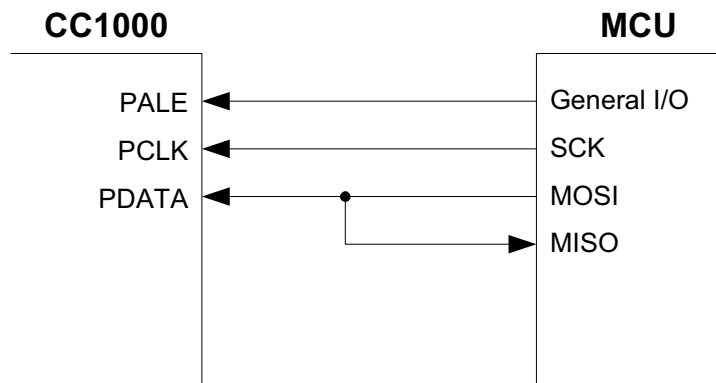 CC1000 MCU
PALE General I/O
PCLK SCK
PDATA MOSI
MISO